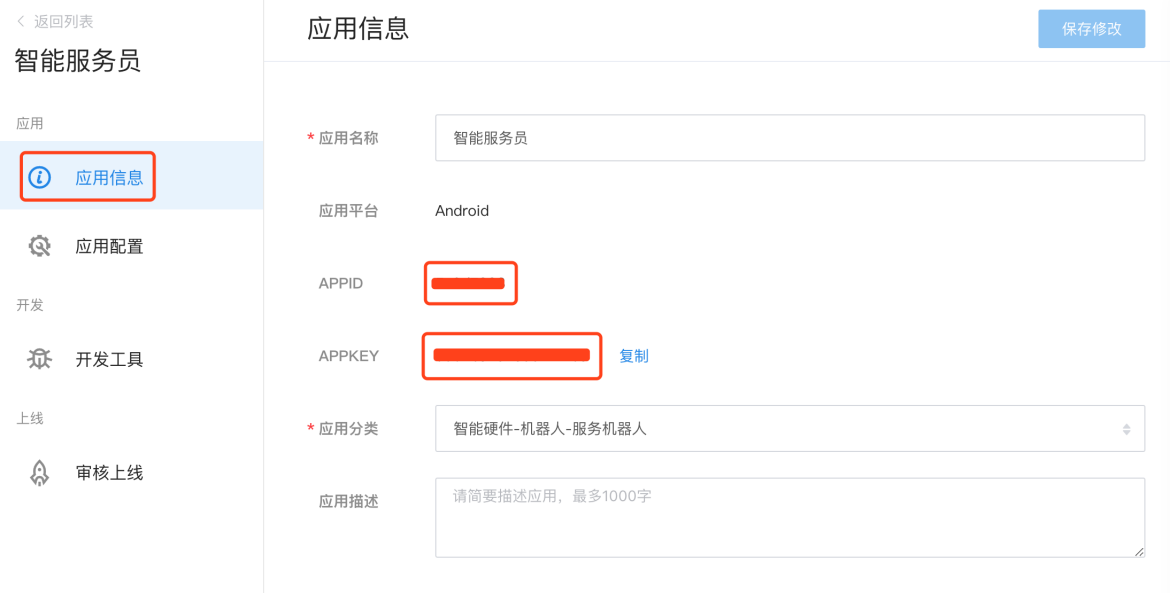 返回列表
智能服务员
应用
应用信息
应用配置
开发
开发工具
上线
审核上线
应用信息
保存修改
* 应用名称
智能服务员
应用平台
Android
APPID
APPKEY
复制
* 应用分类
智能硬件-机器人-服务机器人
应用描述
请简要描述应用，最多1000字